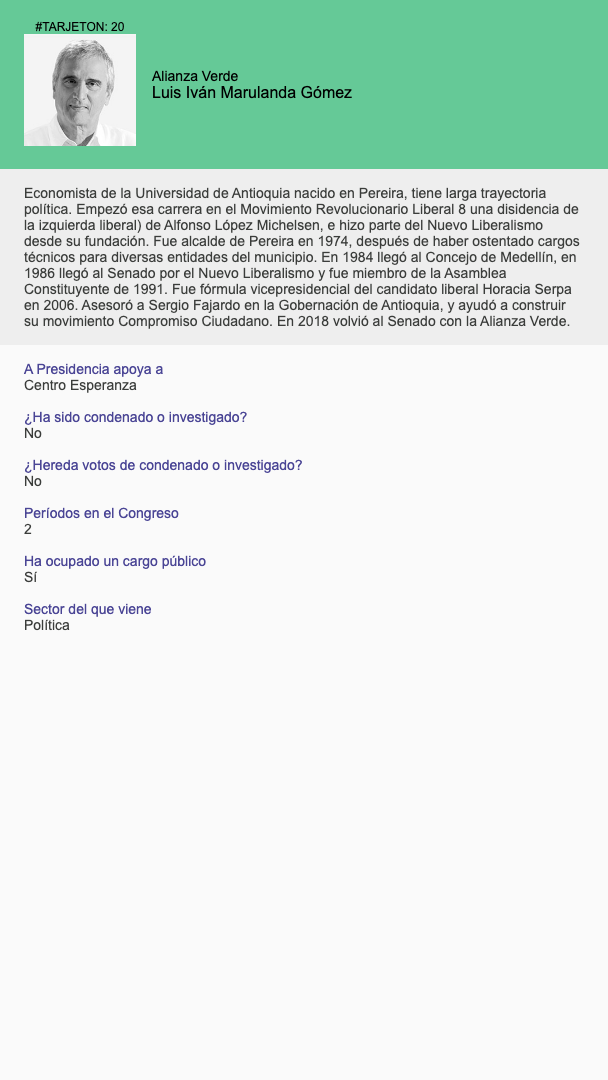 #TARJETON: 20
Alianza Verde
Luis Iván Marulanda Gómez
Economista de la Universidad de Antioquia nacido en Pereira, tiene larga trayectoria
política. Empezó esa carrera en el Movimiento Revolucionario Liberal 8 una disidencia de
la izquierda liberal) de Alfonso López Michelsen, e hizo parte del Nuevo Liberalismo
desde su fundación. Fue alcalde de Pereira en 1974, después de haber ostentado cargos
técnicos para diversas entidades del municipio. En 1984 llegó al Concejo de Medellín, en
1986 llegó al Senado por el Nuevo Liberalismo y fue miembro de la Asamblea
Constituyente de 1991. Fue fórmula vicepresidencial del candidato liberal Horacia Serpa
en 2006. Asesoró a Sergio Fajardo en la Gobernación de Antioquia, y ayudó a construir
su movimiento Compromiso Ciudadano. En 2018 volvió al Senado con la Alianza Verde.
A Presidencia apoya a
Centro Esperanza
¿Ha sido condenado o investigado?
No
¿Hereda votos de condenado o investigado?
No
Períodos en el Congreso
2
Ha ocupado un cargo público
Sí
Sector del que viene
Política